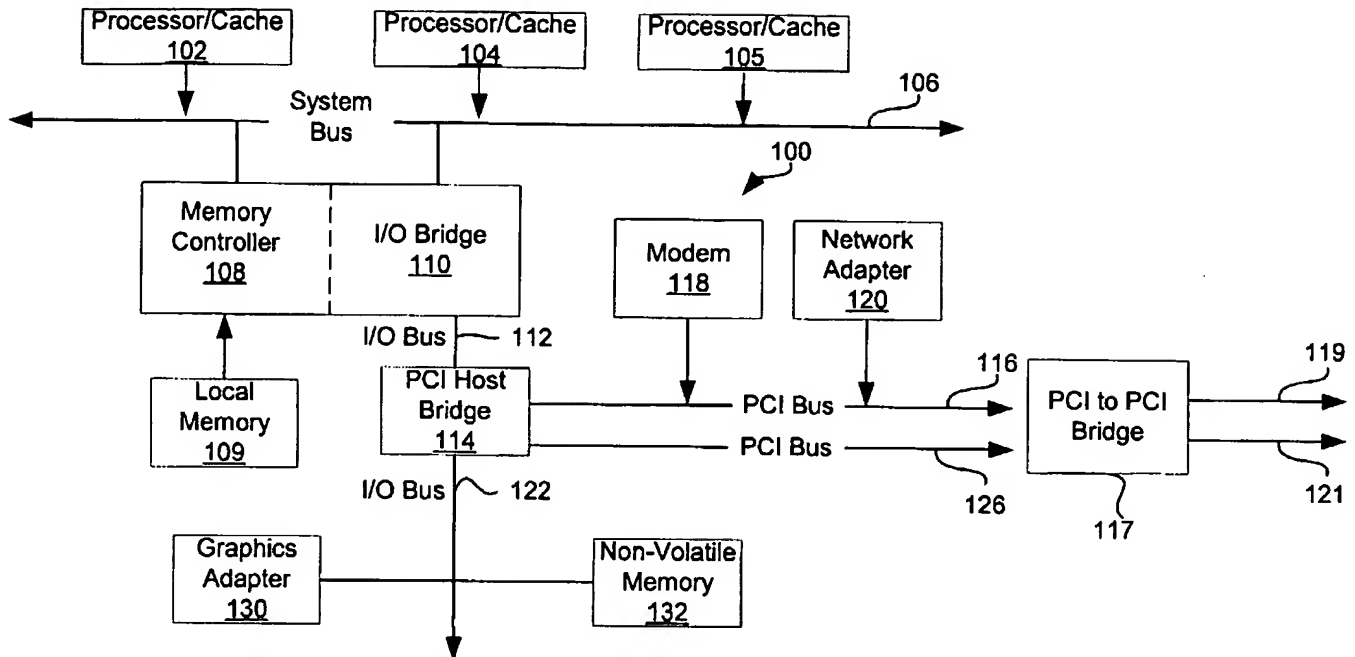 Processor/Cache
102
Processor/Cache
104
Processor/Cache
105
System
Bus
106
100
Memory
Controller
108
I/O Bridge
110
Modem
118
Network
Adapter
120
I/O Bus
112
Local
Memory
109
PCI Host
Bridge
114
PCI Bus
116
PCI Bus
126
PCI to PCI
Bridge
117
119
121
I/O Bus
122
Graphics
Adapter
130
Non-Volatile
Memory
132